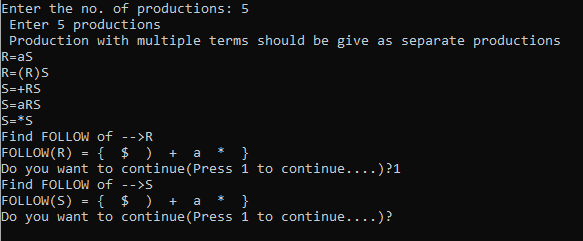 Enter the no. of productions: 5
Enter 5 productions
Production with multiple terms should be give as separate productions
R=aS
R=(R)S
S=+RS
S=aRS
S=*S
Find FOLLOW of -->R
FOLLOW(R) = {  $  )  +  a  *  }
Do you want to continue(Press 1 to continue....)?1
Find FOLLOW of -->S
FOLLOW(S) = {  $  )  +  a  *  }
Do you want to continue(Press 1 to continue....)?